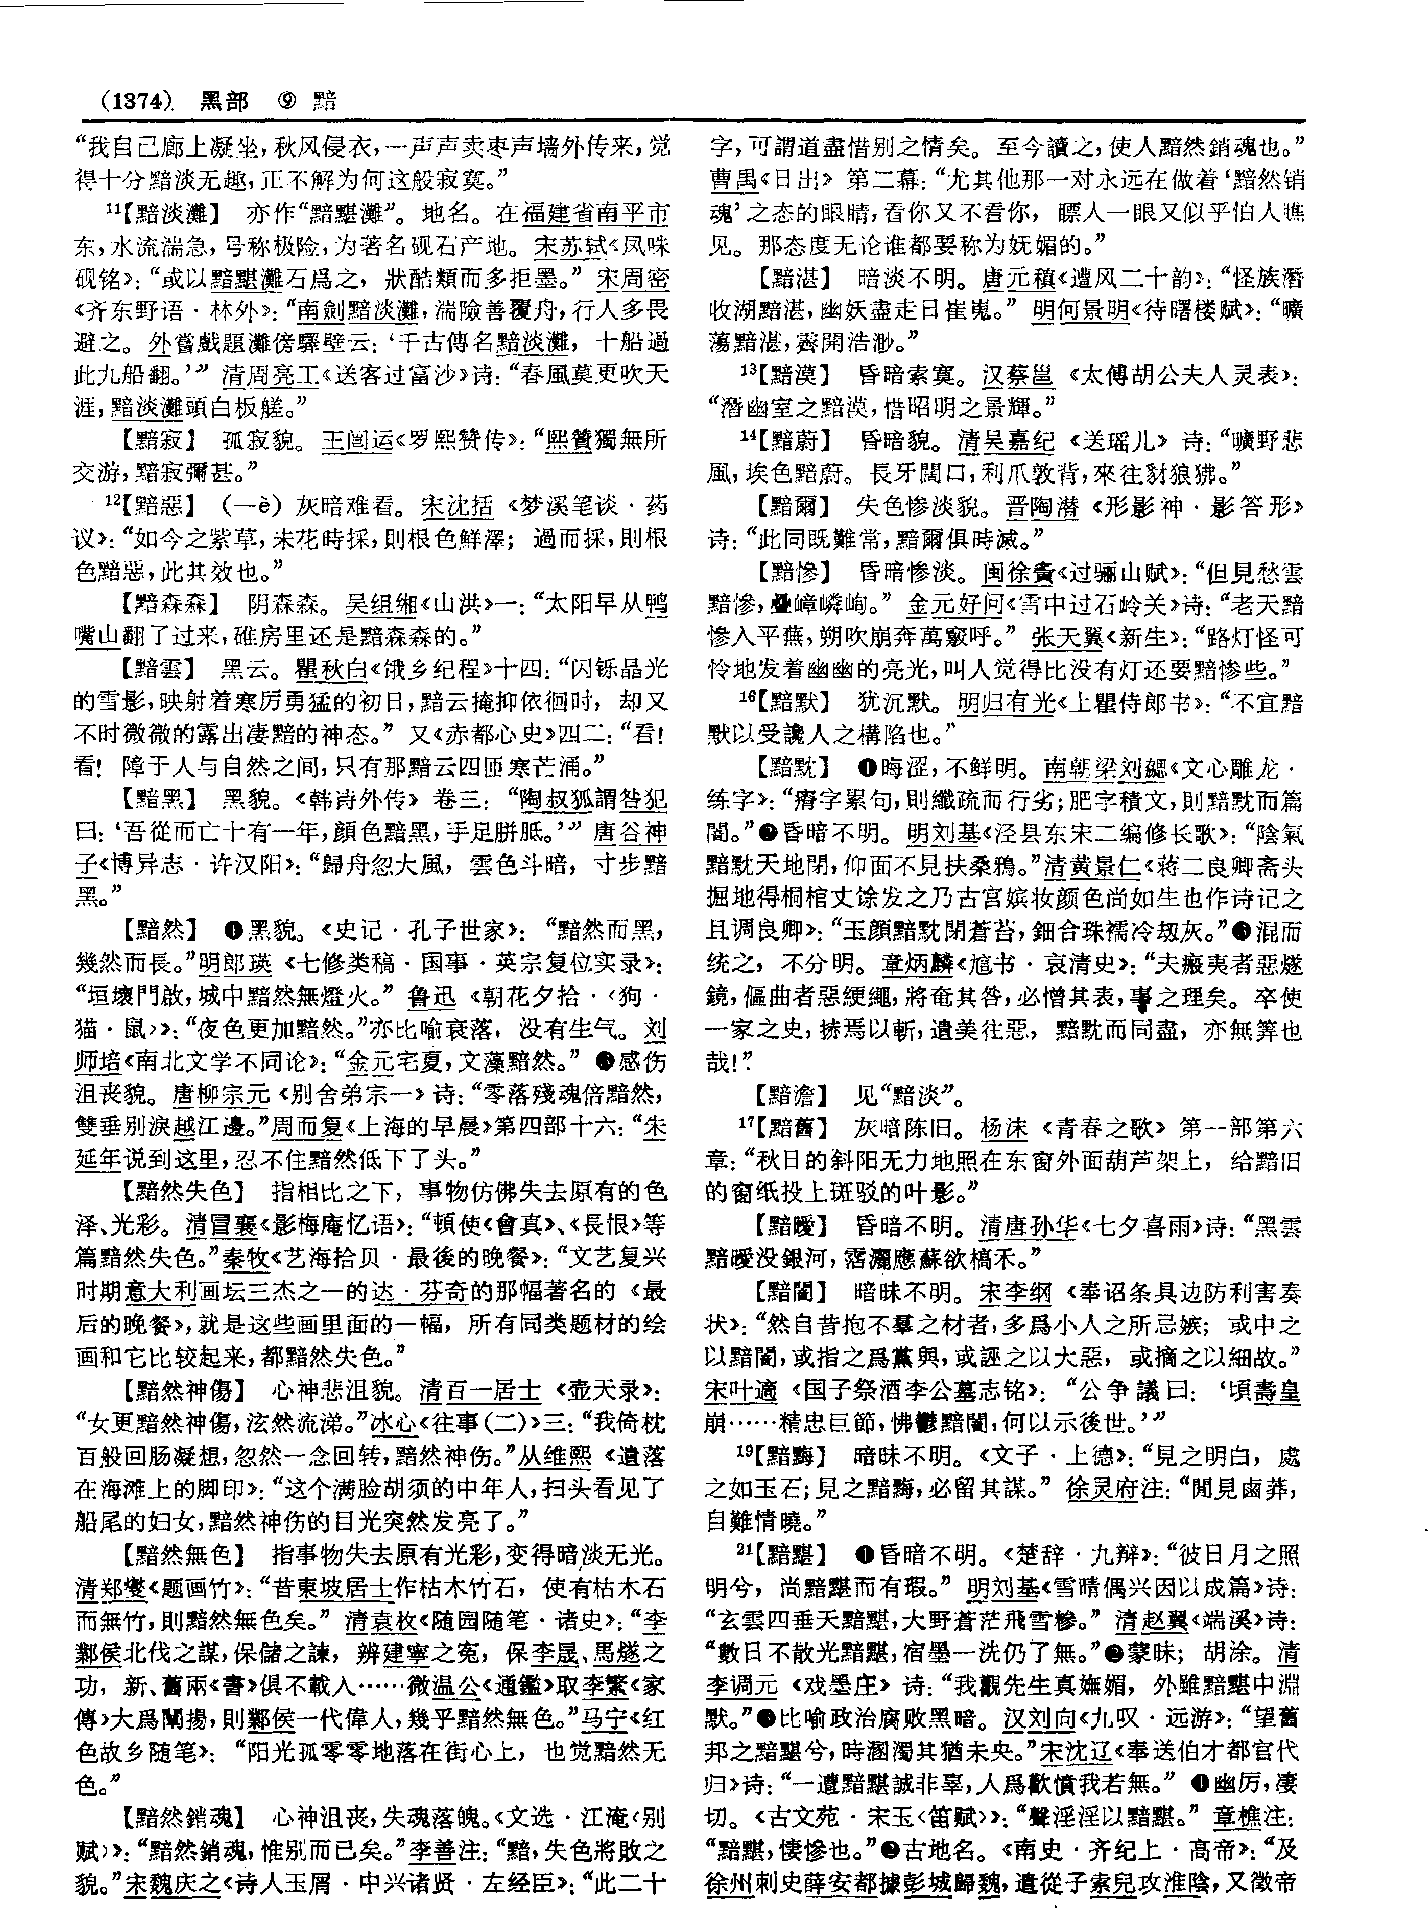 (1374) 黑部 ⑨ 黯
“我自己廊上凝坐，秋风侵衣，一声声卖枣声墙外传来，觉
得十分黯淡无趣，正不解为何这般寂寞。”
11【黯淡灘】 亦作“黯黮灘”。地名。在福建省南平市
东，水流湍急，号称极险，为著名砚石产地。宋苏轼《凤咮
砚铭》：“或以黯黮灘石爲之，狀酷類而多拒墨。” 宋周密
《齐东野语·林外》：“南劍黯淡灘，湍險善覆舟，行人多畏
避之。外嘗戲題灘傍驛壁云：‘千古傳名黯淡灘，十船過
此九船翻。’” 清周亮工《送客过富沙》诗：“春風莫更吹天
涯，黯淡灘頭白板艖。”
【黯寂】 孤寂貌。王闿运《罗熙赞传》：“熙贊獨無所
交游，黯寂彌甚。”
12【黯惡】 (—è) 灰暗难看。宋沈括《梦溪笔谈·药
议》：“如今之紫草，未花時採，則根色鮮澤；過而採，則根
色黯惡，此其效也。”
【黯森森】 阴森森。吴组缃《山洪》一：“太阳早从鸭
嘴山翻了过来，碓房里还是黯森森的。”
【黯雲】 黑云。瞿秋白《饿乡纪程》十四：“闪铄晶光
的雪影，映射着寒厉勇猛的初日，黯云掩抑依徊时，却又
不时微微的露出凄黯的神态。”又《赤都心史》四二：“看！
看！障于人与自然之间，只有那黯云四匝寒芒涌。”
【黯黑】 黑貌。《韩诗外传》卷三：“陶叔狐謂咎犯
曰：‘吾從而亡十有一年，顔色黯黑，手足胼胝。’” 唐谷神
子《博异志·许汉阳》：“歸舟忽大風，雲色斗暗，寸步黯
黑。”
【黯然】 ❶黑貌。《史记·孔子世家》：“黯然而黑，
幾然而長。”明郎瑛《七修类稿·国事·英宗复位实录》：
“垣壞門啟，城中黯然無燈火。” 鲁迅《朝花夕拾·〈狗·
猫·鼠〉》：“夜色更加黯然。”亦比喻衰落，没有生气。刘
师培《南北文学不同论》：“金元宅夏，文藻黯然。” ❷感伤
沮丧貌。唐柳宗元《别舍弟宗一》诗：“零落殘魂倍黯然，
雙垂别淚越江邊。”周而复《上海的早晨》第四部十六：“朱
延年说到这里，忍不住黯然低下了头。”
【黯然失色】 指相比之下，事物仿佛失去原有的色
泽、光彩。清冒襄《影梅庵忆语》：“頓使《會真》、《長恨》等
篇黯然失色。”秦牧《艺海拾贝·最後的晚餐》：“文艺复兴
时期意大利画坛三杰之一的达·芬奇的那幅著名的《最
后的晚餐》，就是这些画里面的一幅，所有同类题材的绘
画和它比较起来，都黯然失色。”
【黯然神傷】 心神悲沮貌。清百一居士《壶天录》：
“女更黯然神傷，泫然流涕。”冰心《往事(二)》三：“我倚枕
百般回肠凝想，忽然一念回转，黯然神伤。”从维熙《遗落
在海滩上的脚印》：“这个满脸胡须的中年人，扫头看见了
船尾的妇女，黯然神伤的目光突然发亮了。”
【黯然無色】 指事物失去原有光彩，变得暗淡无光。
清郑燮《题画竹》：“昔東坡居士作枯木竹石，使有枯木石
而無竹，則黯然無色矣。” 清袁枚《随园随笔·诸史》：“李
鄴侯北伐之謀，保儲之諫，辨建寧之寃，保李晟、馬燧之
功，新、舊兩《書》俱不載入……微温公《通鑑》取李繁《家
傳》大爲闡揚，則鄴侯一代偉人，幾乎黯然無色。”马宁《红
色故乡随笔》：“阳光孤零零地落在街心上，也觉黯然无
色。”
【黯然銷魂】 心神沮丧，失魂落魄。《文选·江淹〈别
赋〉》：“黯然銷魂，惟别而已矣。”李善注：“黯，失色將敗之
貌。”宋魏庆之《诗人玉屑·中兴诸贤·左经臣》：“此二十
字，可謂道盡惜别之情矣。至今讀之，使人黯然銷魂也。”
曹禺《日出》第二幕：“尤其他那一对永远在做着‘黯然销
魂’之态的眼睛，看你又不看你，瞟人一眼又似乎怕人瞧
见。那态度无论谁都要称为妩媚的。”
【黯湛】 暗淡不明。唐元稹《遭风二十韵》：“怪族潛
收湖黯湛，幽妖盡走日崔嵬。” 明何景明《待曙楼赋》：“曠
蕩黯湛，霽開浩渺。”
13【黯漠】 昏暗索寞。汉蔡邕《太傅胡公夫人灵表》：
“潛幽室之黯漠，惜昭明之景輝。”
14【黯蔚】 昏暗貌。清吴嘉纪《送瑶儿》诗：“曠野悲
風，埃色黯蔚。長牙闊口，利爪敦背，來往豺狼狒。”
【黯爾】 失色惨淡貌。晋陶潜《形影神·影答形》
诗：“此同既難常，黯爾俱時滅。”
【黯慘】 昏暗惨淡。闽徐夤《过骊山赋》：“但見愁雲
黯慘，疊嶂嶙峋。” 金元好问《雪中过石岭关》诗：“老天黯
慘入平蕪，朔吹崩奔萬竅呼。” 张天翼《新生》：“路灯怪可
怜地发着幽幽的亮光，叫人觉得比没有灯还要黯惨些。”
16【黯默】 犹沉默。明归有光《上瞿侍郎书》：“不宜黯
默以受讒人之構陷也。”
【黯黕】 ❶晦涩，不鲜明。南朝梁刘勰《文心雕龙·
练字》：“瘠字累句，則纖疏而行劣；肥字積文，則黯黕而篇
闇。”❷昏暗不明。明刘基《泾县东宋二编修长歌》：“陰氣
黯黕天地閉，仰面不見扶桑鴉。”清黄景仁《蒋二良卿斋头
掘地得桐棺丈馀发之乃古宫嫔妆颜色尚如生也作诗记之
且调良卿》：“玉顔黯黕閉蒼苔，鈿合珠襦冷刼灰。”❸混而
统之，不分明。章炳麟《訄书·哀清史》：“夫瘢夷者惡燧
鏡，傴曲者惡綆繩，將奄其咎，必憎其表，事之理矣。卒使
一家之史，捇焉以斬，遺美往惡，黯黕而同盡，亦無筭也
哉！”
【黯澹】 见“黯淡”。
17【黯舊】 灰暗陈旧。杨沫《青春之歌》第一部第六
章：“秋日的斜阳无力地照在东窗外面葫芦架上，给黯旧
的窗纸投上斑驳的叶影。”
【黯曖】 昏暗不明。清唐孙华《七夕喜雨》诗：“黑雲
黯曖没銀河，霑灑應蘇欲槁禾。”
【黯闇】 暗昧不明。宋李纲《奉诏条具边防利害奏
状》：“然自昔抱不羣之材者，多爲小人之所忌嫉；或中之
以黯闇，或指之爲黨與，或誣之以大惡，或摘之以細故。”
宋叶適《国子祭酒李公墓志铭》：“公争議曰：‘頃壽皇
崩……精忠巨節，怫鬱黯闇，何以示後世。’”
19【黯黣】 暗昧不明。《文子·上德》：“見之明白，處
之如玉石；見之黯黣，必留其謀。” 徐灵府注：“聞見鹵莽，
自難情曉。”
21【黯黮】 ❶昏暗不明。《楚辞·九辩》：“彼日月之照
明兮，尚黯黮而有瑕。” 明刘基《雪晴偶兴因以成篇》诗：
“玄雲四垂天黯黮，大野蒼茫飛雪慘。” 清赵翼《端溪》诗：
“數日不散光黯黮，宿墨一洗仍了無。”❷蒙昧；胡涂。清
李调元《戏墨庄》诗：“我觀先生真嫵媚，外雖黯黮中淵
默。”❸比喻政治腐败黑暗。汉刘向《九叹·远游》：“望舊
邦之黯黮兮，時溷濁其猶未央。”宋沈辽《奉送伯才都官代
归》诗：“一遭黯黮誠非辜，人爲歎憤我若無。” ❹幽厉，凄
切。《古文苑·宋玉〈笛赋〉》：“聲淫淫以黯黮。” 章樵注：
“黯黮，悽慘也。”❺古地名。《南史·齐纪上·高帝》：“及
徐州刺史薛安都據彭城歸魏，遣從子索兒攻淮陰，又徵帝